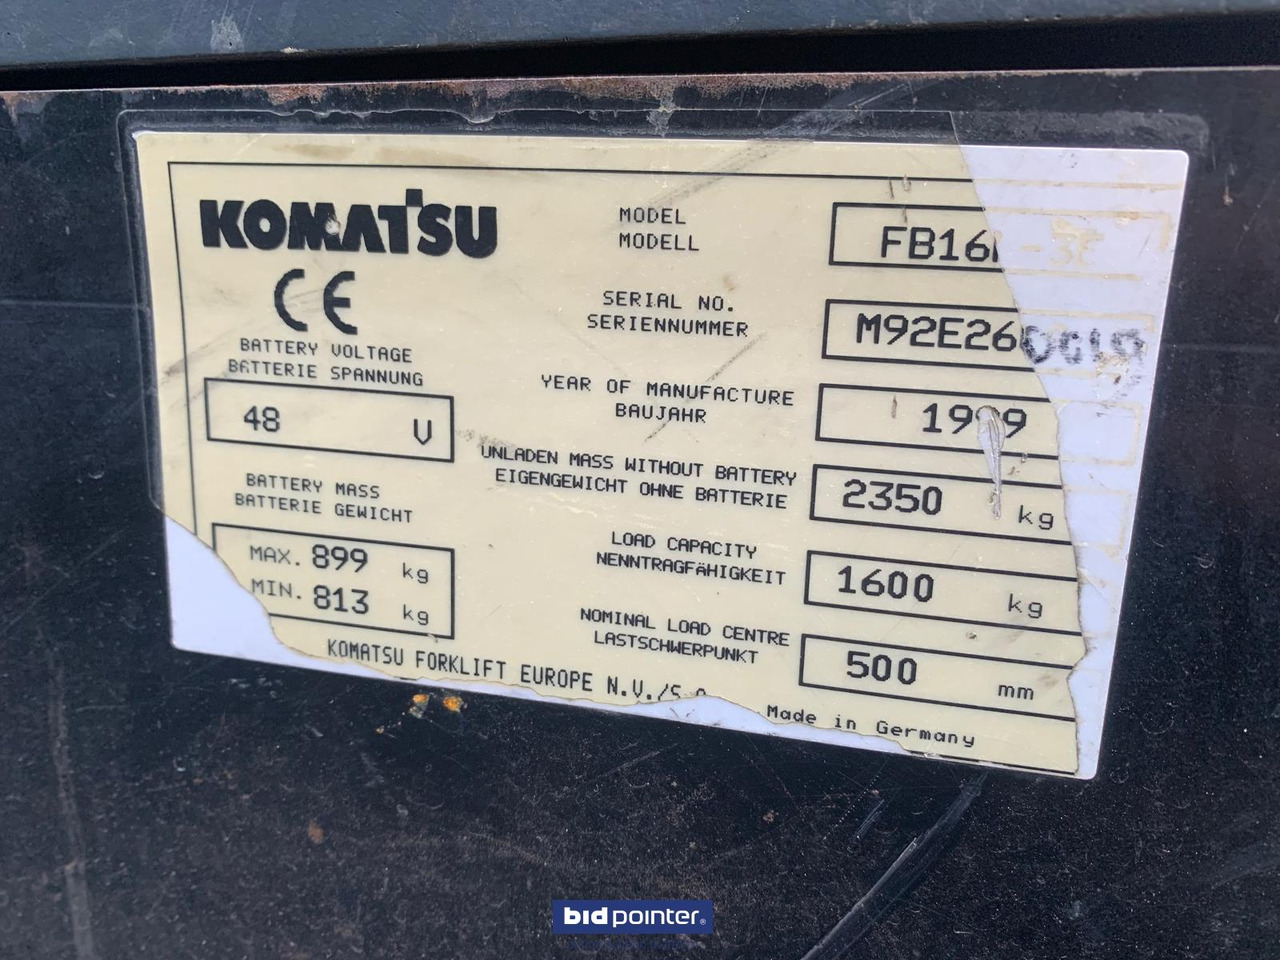 KOMATSU
CE
MODEL
MODELL
FB16
SERIAL NO.
SERIENNUMMER
M92E26
BATTERY VOLTAGE
BATTERIE SPANNUNG
48 V
YEAR OF MANUFACTURE
BAUJAHR
1999
UNLADEN MASS WITHOUT BATTERY
EIGENGEWICHT OHNE BATTERIE
2350 kg
BATTERY MASS
BATTERIE GEWICHT
MAX. 899 kg
MIN. 813 kg
LOAD CAPACITY
NENNTRAGFÄHIGKEIT
1600 kg
NOMINAL LOAD CENTRE
LASTSCHWERPUNKT
500 mm
KOMATSU FORKLIFT EUROPE N.V./S.A
Made in Germany
bidpointer®